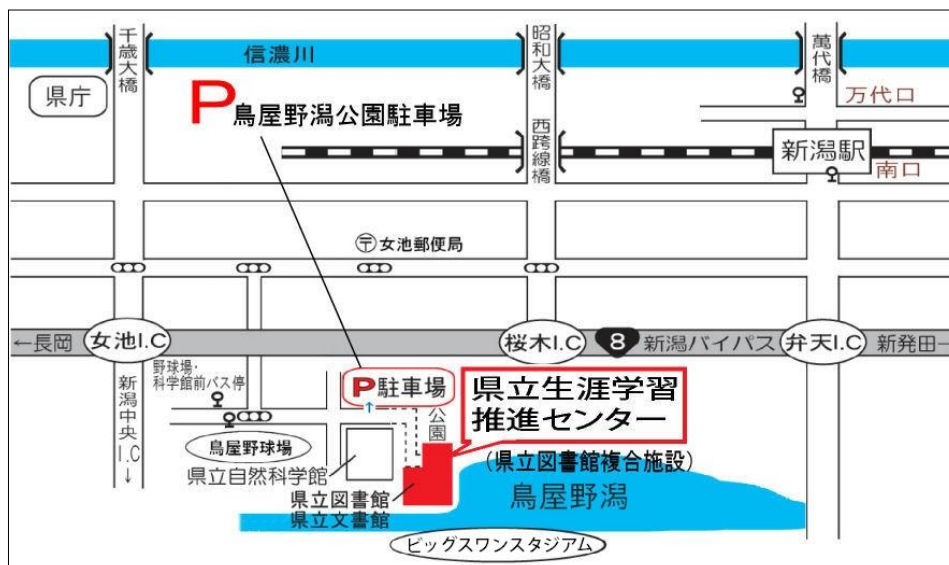 千歳大橋
信濃川
昭和大橋
萬代橋
県庁
P鳥屋野潟公園駐車場
万代口
西跨線橋
新潟駅
南口
〒女池郵便局
←長岡
女池I.C
桜木I.C
8
新潟バイパス
弁天I.C
新発田→
新潟中央I.C↓
野球場・
科学館前バス停
P駐車場
↑
公園
県立生涯学習
推進センター
(県立図書館複合施設)
鳥屋野球場
県立自然科学館
県立図書館
県立文書館
鳥屋野潟
ビッグスワンスタジアム